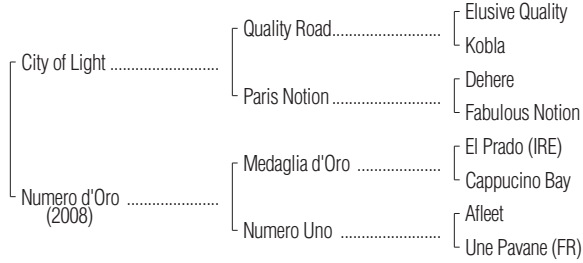 Elusive Quality
Quality Road
Kobla
City of Light
Dehere
Paris Notion
Fabulous Notion
El Prado (IRE)
Medaglia d'Oro
Cappucino Bay
Numero d'Oro
(2008)
Afleet
Numero Uno
Une Pavane (FR)